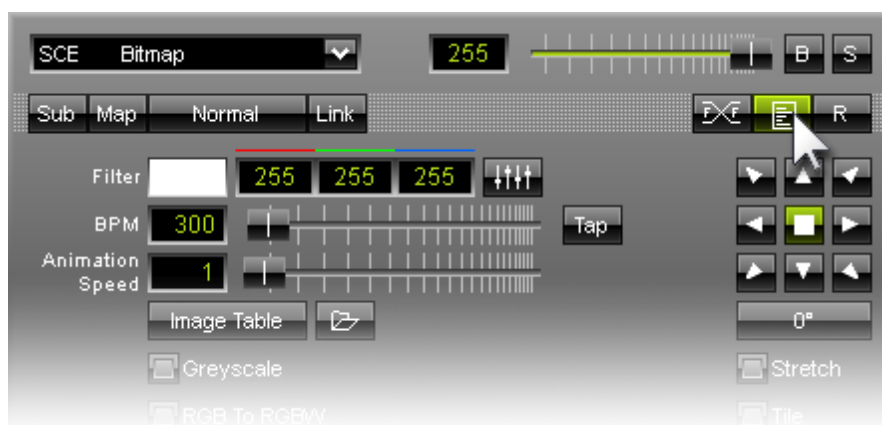 SCE Bitmap 255 B S
Sub Map Normal Link F F R
Filter 255 255 255
BPM 300 Tap
Animation
Speed 1
Image Table 0°
Greyscale Stretch
RGB To RGBW Tile